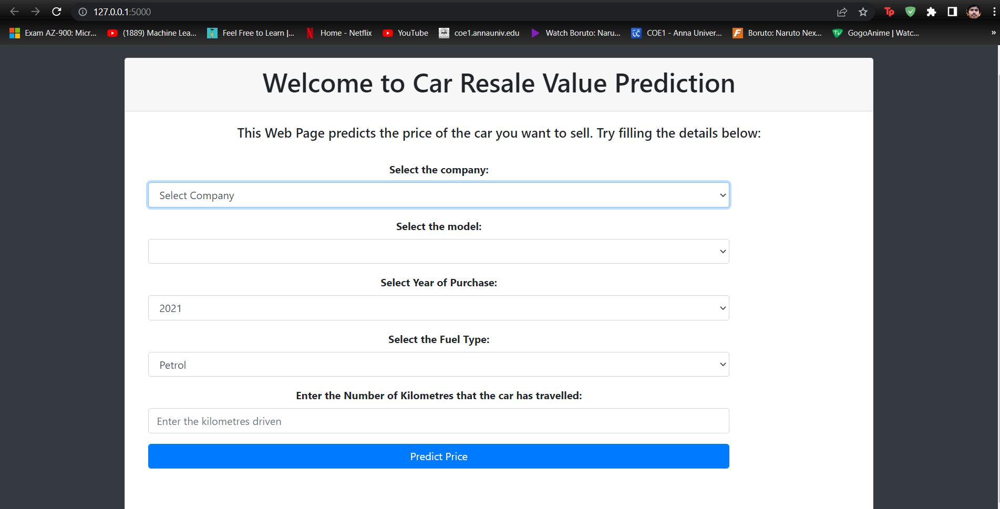 127.0.0.1:5000
Exam AZ-900: Micr... (1889) Machine Lea... Feel Free to Learn |... Home - Netflix YouTube coe1.annauniv.edu Watch Boruto: Naru... COE1 - Anna Univer... Boruto: Naruto Nex... GogoAnime | Watc... »
Welcome to Car Resale Value Prediction
This Web Page predicts the price of the car you want to sell. Try filling the details below:
Select the company:
Select Company
Select the model:
Select Year of Purchase:
2021
Select the Fuel Type:
Petrol
Enter the Number of Kilometres that the car has travelled:
Enter the kilometres driven
Predict Price